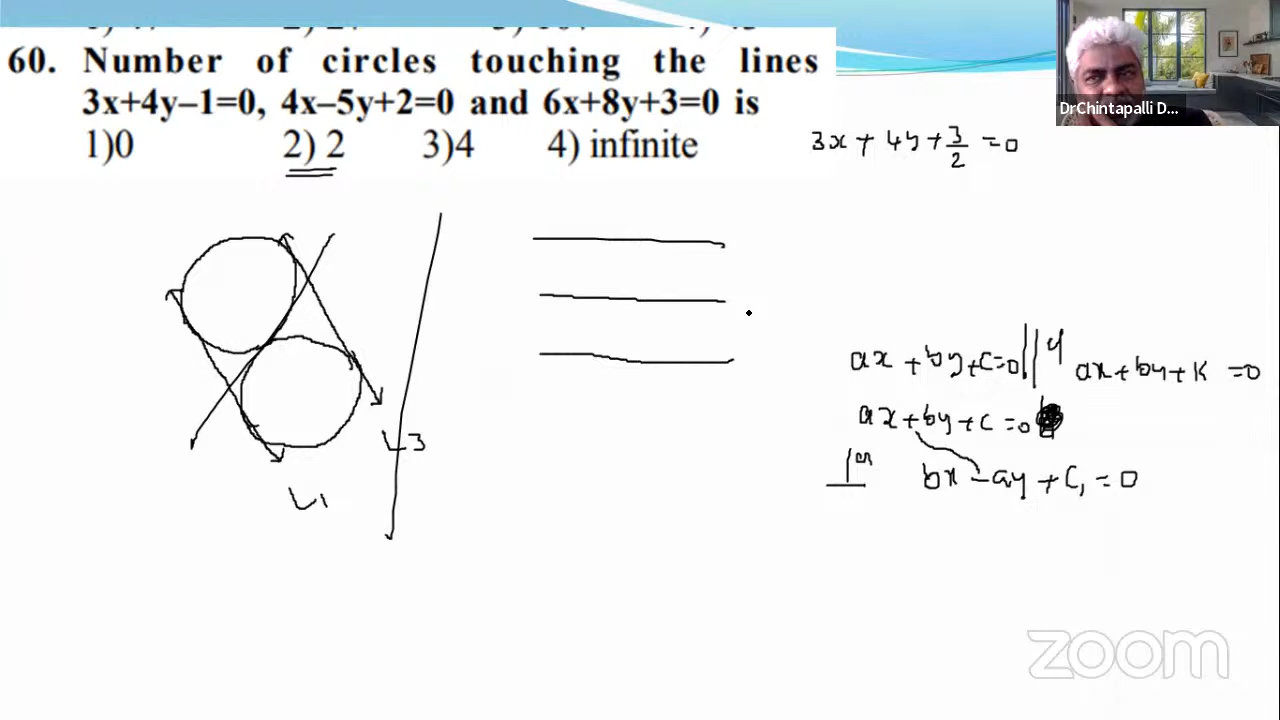 60. Number of circles touching the lines
3x+4y–1=0, 4x–5y+2=0 and 6x+8y+3=0 is
1)0 2) 2 3)4 4) infinite
DrChintapalli D...
3x + 4y + 3/2 = 0
ax + by + c = 0 || ly ax + by + K = 0
ax + by + c = 0
bx - ay + c₁ = 0
L3
L1
zoom